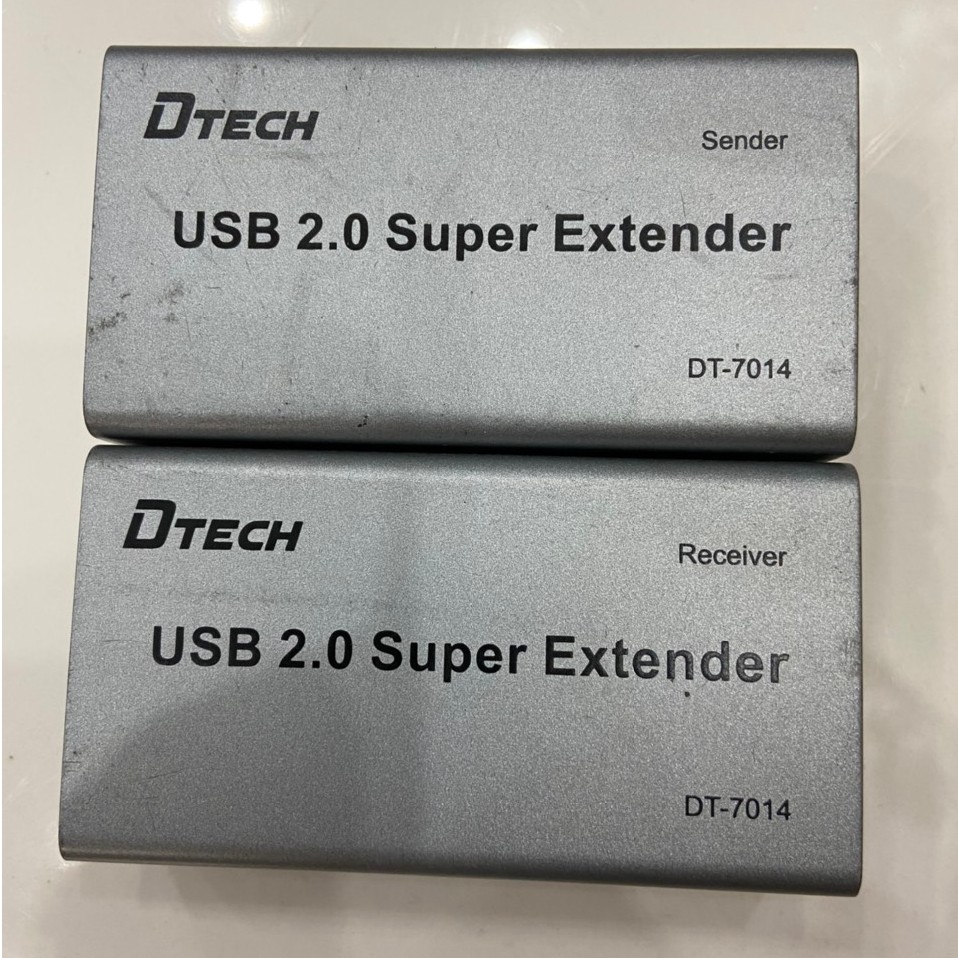 DTECH
Sender
USB 2.0 Super Extender
DT-7014
DTECH
Receiver
USB 2.0 Super Extender
DT-7014